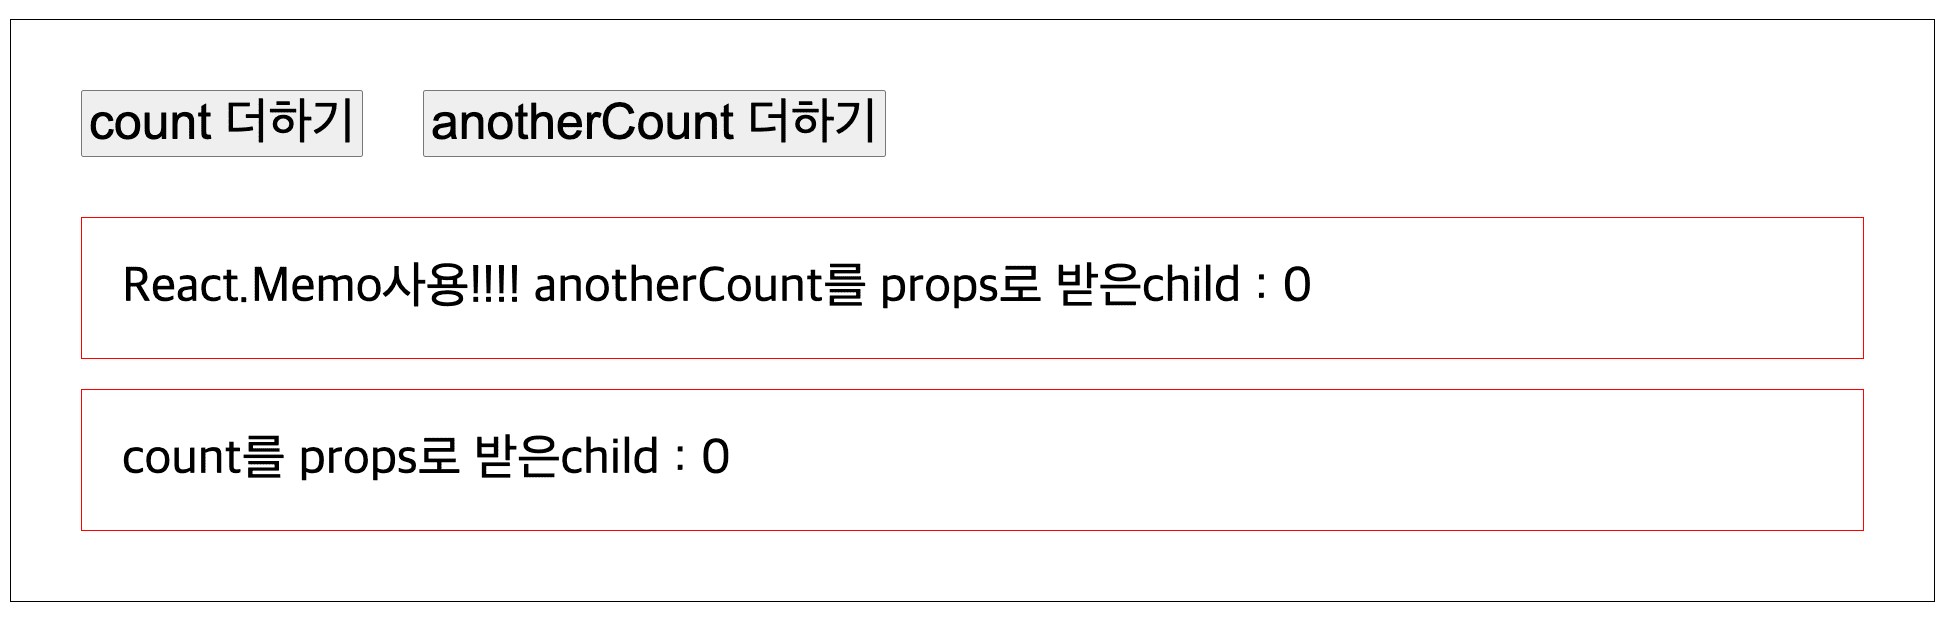 count 더하기 anotherCount 더하기
React.Memo사용!!!! anotherCount를 props로 받은child : 0
count를 props로 받은child : 0